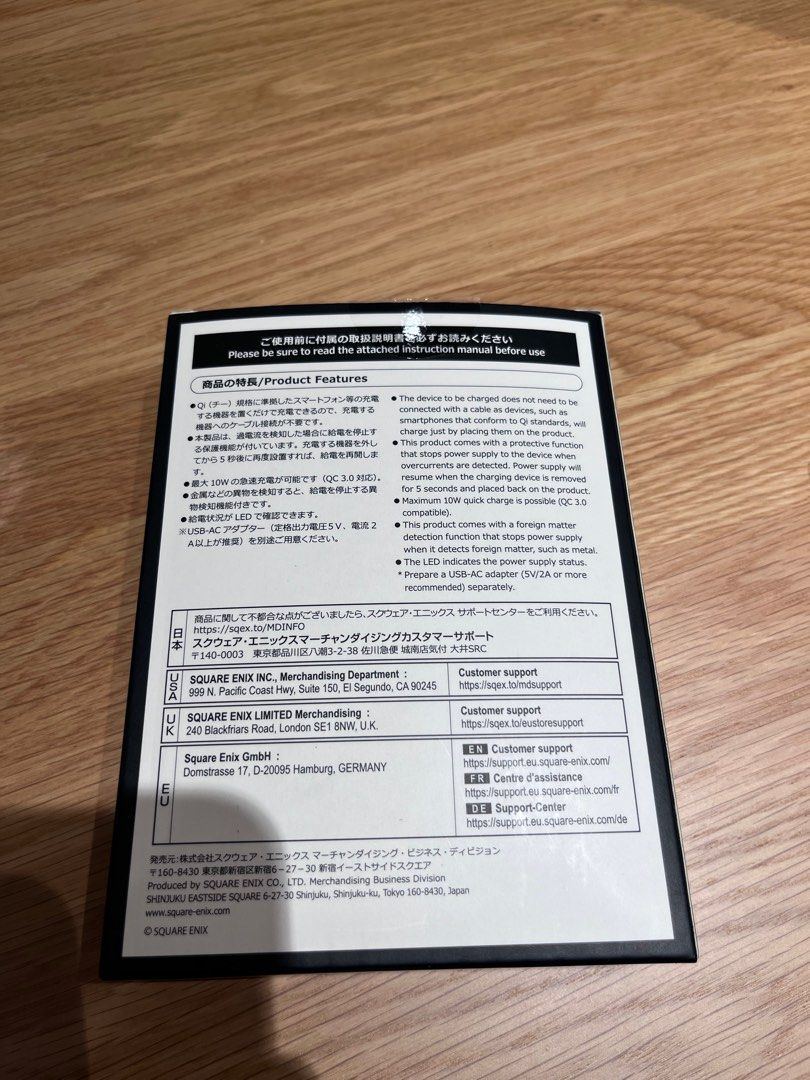 ご使用前に付属の取扱説明書を必ずお読みください
Please be sure to read the attached instruction manual before use
商品の特長/Product Features
●Qi（チー）規格に準拠したスマートフォン等の充電
する機器を置くだけで充電できるので、充電する
機器へのケーブル接続が不要です。
●本製品は、過電流を検知した場合に給電を停止す
る保護機能が付いています。充電する機器を外し
てから5秒後に再度設置すれば、給電を再開しま
す。
●最大10Wの急速充電が可能です（QC 3.0対応）。
●金属などの異物を検知すると、給電を停止する異
物検知機能付きです。
●給電状況がLEDで確認できます。
※USB-ACアダプター（定格出力電圧5V、電流2
A以上が推奨）を別途ご用意ください。
● The device to be charged does not need to be
connected with a cable as devices, such as
smartphones that conform to Qi standards, will
charge just by placing them on the product.
● This product comes with a protective function
that stops power supply to the device when
overcurrents are detected. Power supply will
resume when the charging device is removed
for 5 seconds and placed back on the product.
● Maximum 10W quick charge is possible (QC 3.0
compatible).
● This product comes with a foreign matter
detection function that stops power supply
when it detects foreign matter, such as metal.
● The LED indicates the power supply status.
* Prepare a USB-AC adapter (5V/2A or more
recommended) separately.
日本
商品に関して不都合な点がございましたら、スクウェア・エニックス サポートセンターをご利用ください。
https://sqex.to/MDINFO
スクウェア・エニックスマーチャンダイジングカスタマーサポート
〒140-0003 東京都品川区八潮3-2-38 佐川急便 城南店気付 大井SRC
USA
SQUARE ENIX INC., Merchandising Department :
999 N. Pacific Coast Hwy, Suite 150, El Segundo, CA 90245
Customer support
https://sqex.to/mdsupport
UK
SQUARE ENIX LIMITED Merchandising :
240 Blackfriars Road, London SE1 8NW, U.K.
Customer support
https://sqex.to/eustoresupport
EU
Square Enix GmbH :
Domstrasse 17, D-20095 Hamburg, GERMANY
EN Customer support
https://support.eu.square-enix.com/
FR Centre d'assistance
https://support.eu.square-enix.com/fr
DE Support-Center
https://support.eu.square-enix.com/de
発売元:株式会社スクウェア・エニックス マーチャンダイジング・ビジネス・ディビジョン
〒160-8430 東京都新宿区新宿6-27-30 新宿イーストサイドスクエア
Produced by SQUARE ENIX CO., LTD. Merchandising Business Division
SHINJUKU EASTSIDE SQUARE 6-27-30 Shinjuku, Shinjuku-ku, Tokyo 160-8430, Japan
www.square-enix.com
© SQUARE ENIX